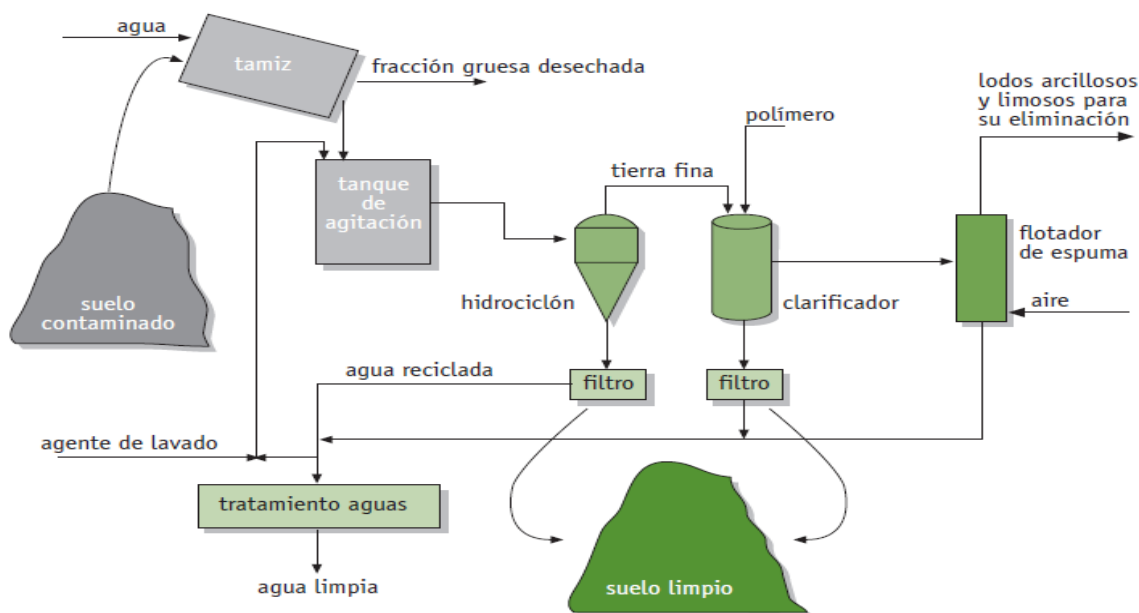 agua
tamiz
fracción gruesa desechada
lodos arcillosos
y limosos para
su eliminación
polímero
tierra fina
tanque
de
agitación
flotador
de espuma
suelo
contaminado
hidrociclón
clarificador
aire
agua reciclada
filtro
filtro
agente de lavado
tratamiento aguas
agua limpia
suelo limpio